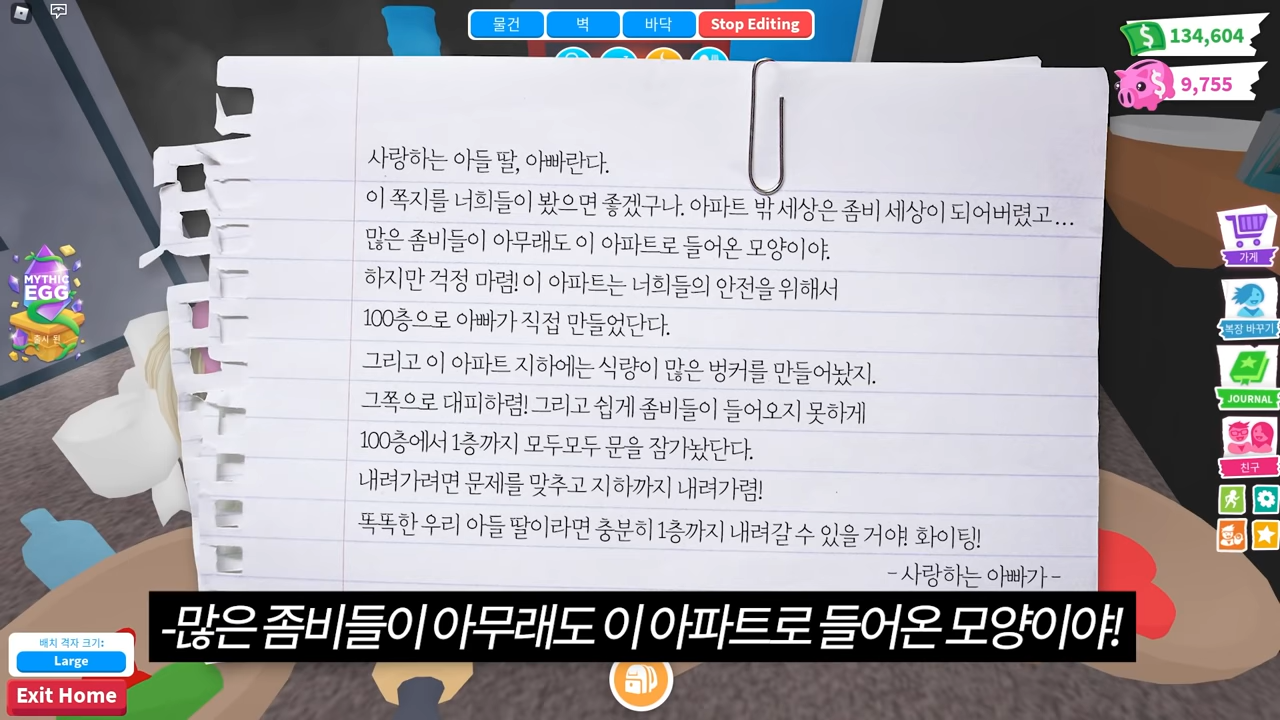 물건
벽
바닥
Stop Editing
134,604
9,755
사랑하는 아들 딸, 아빠란다.
이 쪽지를 너희들이 봤으면 좋겠구나. 아파트 밖 세상은 좀비 세상이 되어버렸고...
많은 좀비들이 아무래도 이 아파트로 들어온 모양이야.
하지만 걱정 마렴! 이 아파트는 너희들의 안전을 위해서
100층으로 아빠가 직접 만들었단다.
그리고 이 아파트 지하에는 식량이 많은 벙커를 만들어놨지.
그쪽으로 대피하렴! 그리고 쉽게 좀비들이 들어오지 못하게
100층에서 1층까지 모두모두 문을 잠가놨단다.
내려가려면 문제를 맞추고 지하까지 내려가렴!
똑똑한 우리 아들 딸이라면 충분히 1층까지 내려갈 수 있을 거야! 화이팅!
- 사랑하는 아빠가 -
-많은 좀비들이 아무래도 이 아파트로 들어온 모양이야!
MYTHIC
EGG
출시 된
가게
복장 바꾸기
JOURNAL
친구
배치 격자 크기:
Large
Exit Home